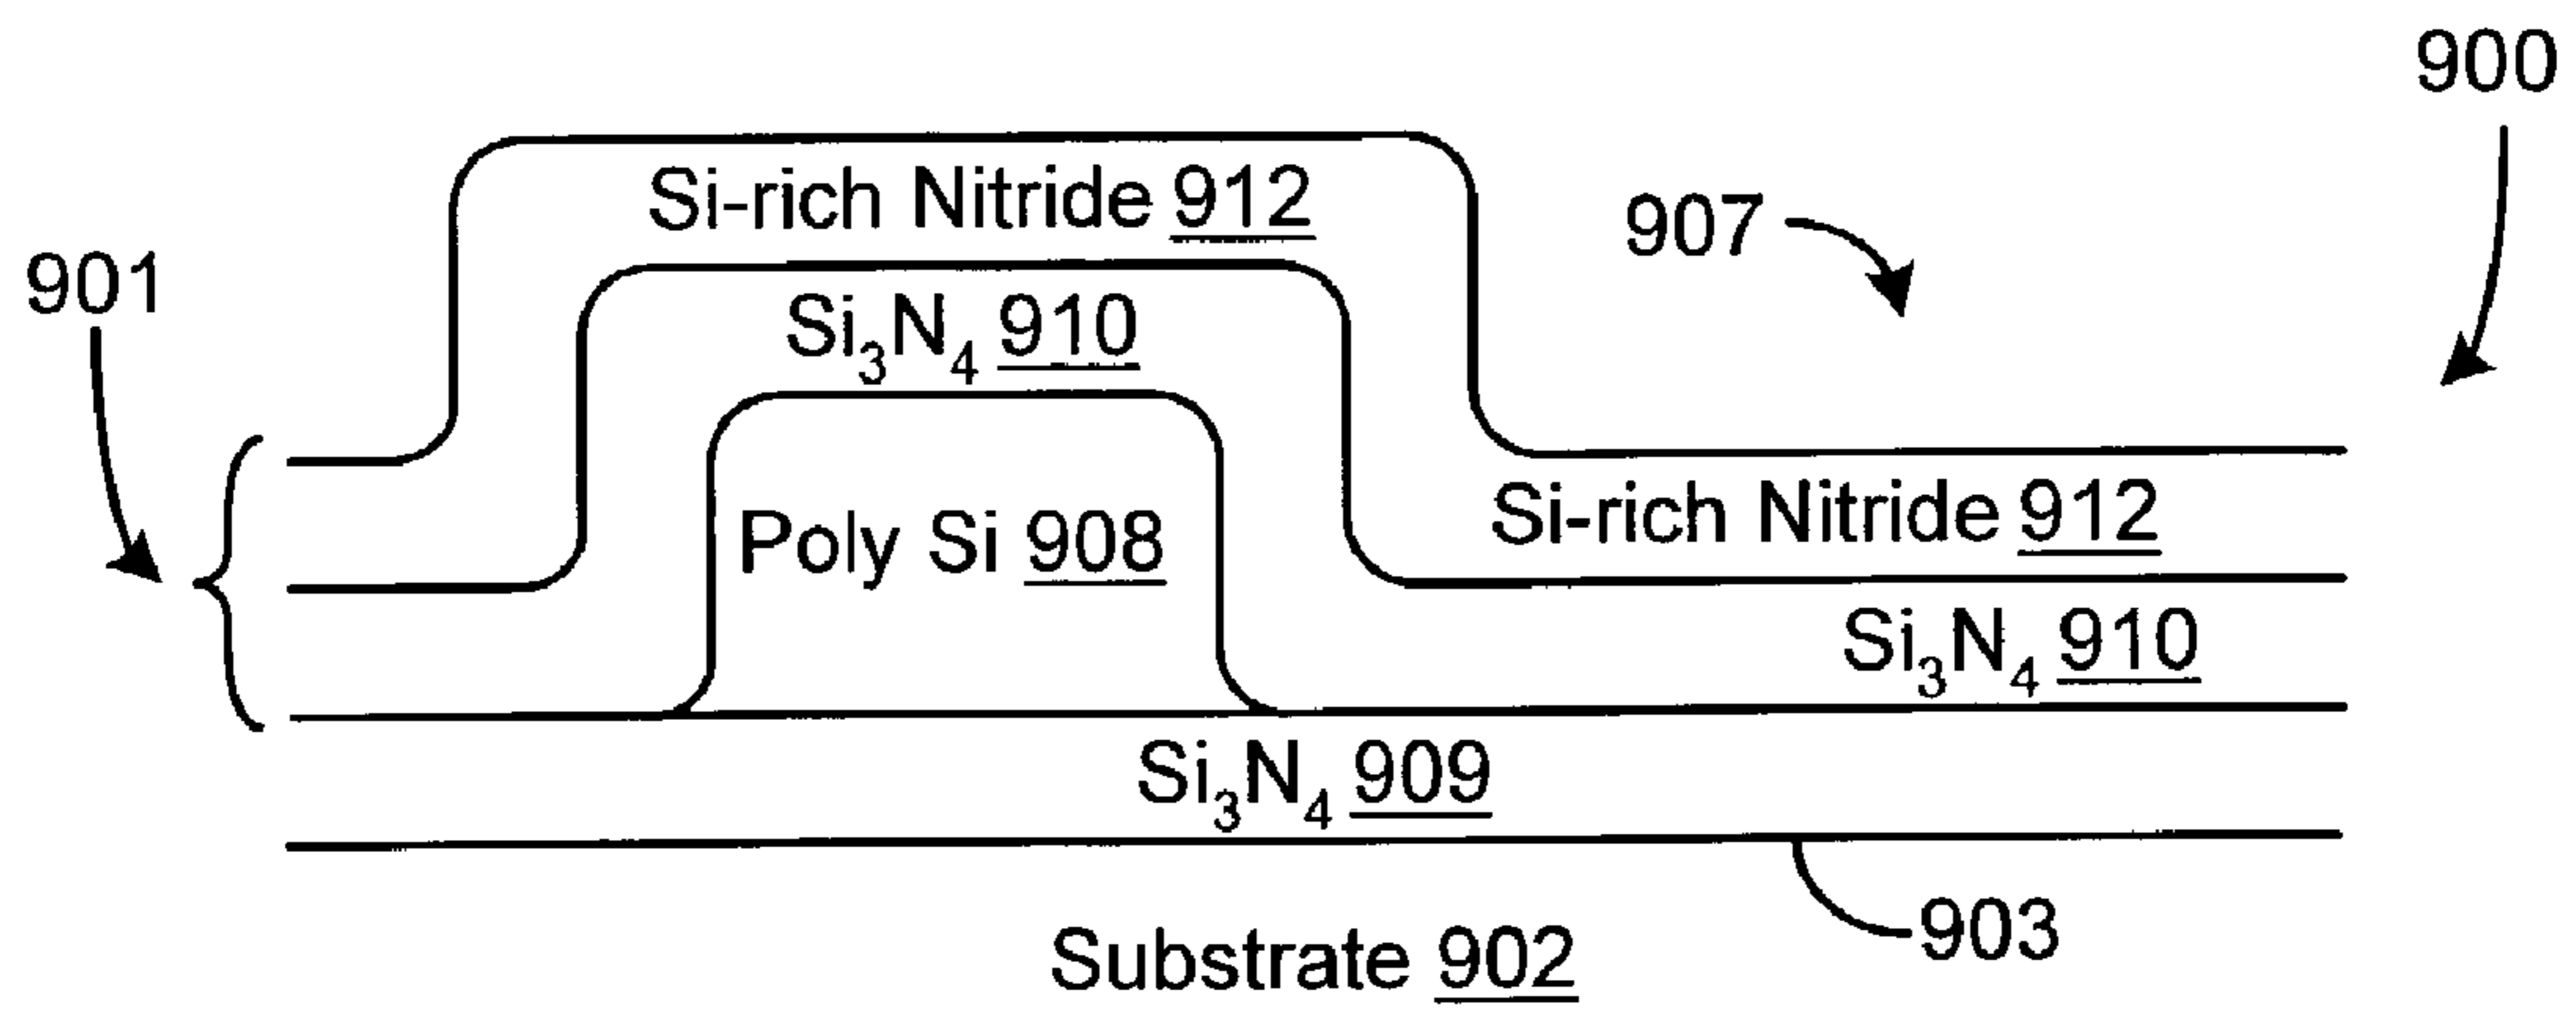 900
Si-rich Nitride 912
907
901
Si₃N₄ 910
Si-rich Nitride 912
Poly Si 908
Si₃N₄ 910
Si₃N₄ 909
903
Substrate 902